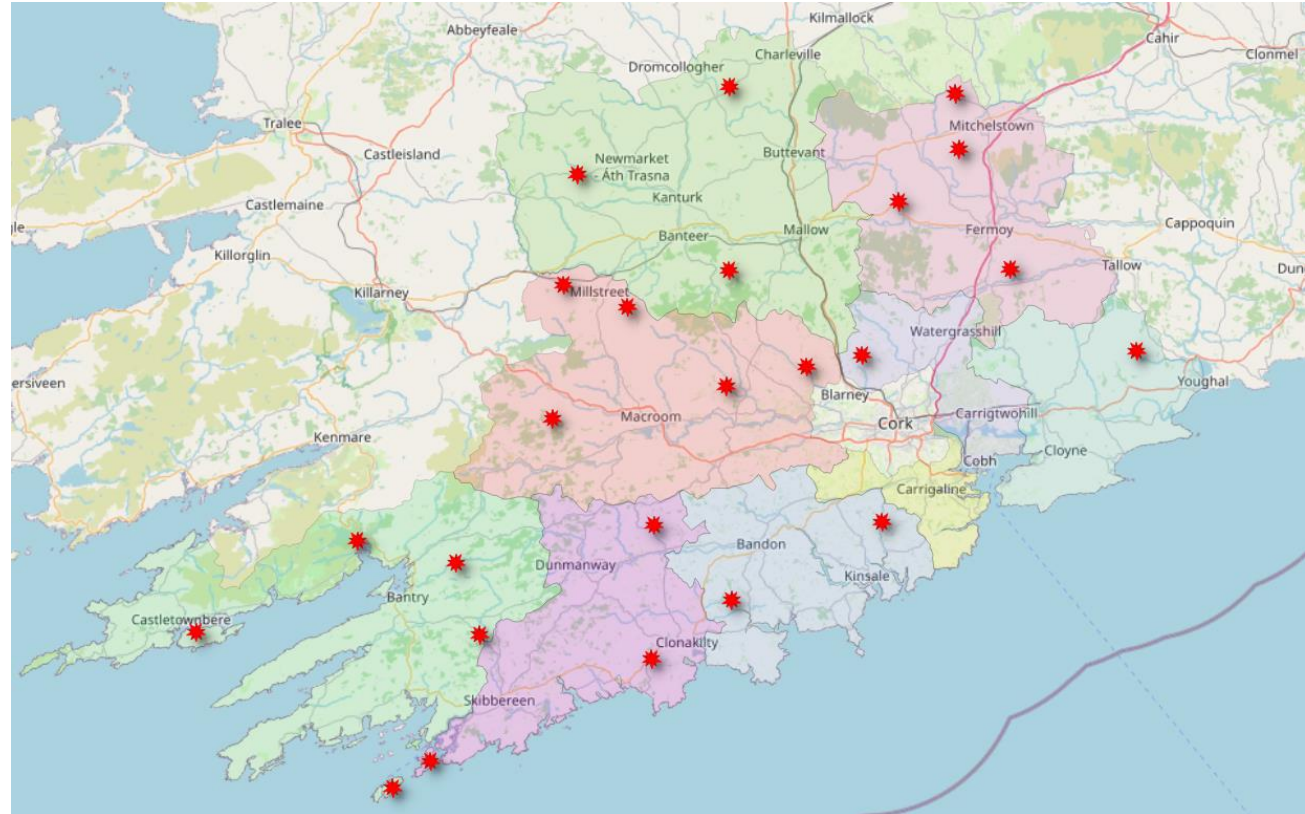 Kilmallock
Abbeyfeale
Cahir
Charleville
Clonmel
Dromcollogher
Tralee
Mitchelstown
Castleisland
Buttevant
Newmarket
- Áth Trasna
Kanturk
Castlemaine
Cappoquin
Mallow
Fermoy
Banteer
Killorglin
Tallow
Dun
Killarney
Millstreet
Watergrasshill
ersiveen
Youghal
Blarney
Carrigtwohill
Macroom
Cork
Kenmare
Cloyne
Cobh
Carrigaline
Bandon
Dunmanway
Kinsale
Bantry
Castletownbere
Clonakilty
Skibbereen